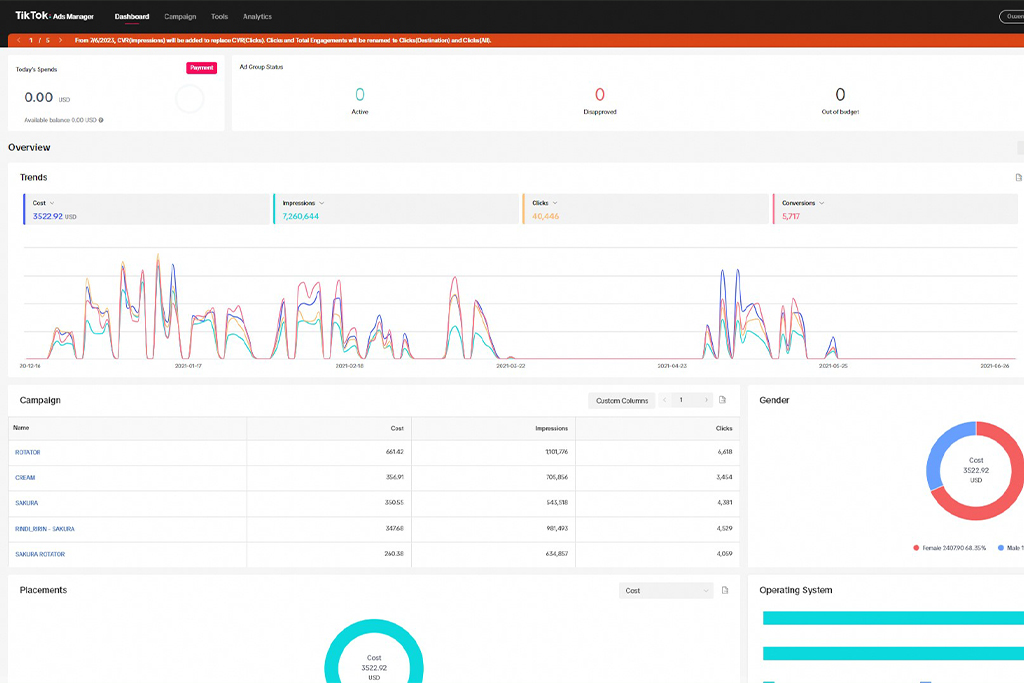 TikTok: Ads Manager Dashboard Campaign Tools Analytics
< 1 / 5 > From 7/6/2023, CVR(Impressions) will be added to replace CVR(Clicks). Clicks and Total Engagements will be renamed to Clicks(Destination) and Clicks(All).
Today's Spends Payment
0.00 USD
Available balance 0.00 USD
Ad Group Status
0 0 0
Active Disapproved Out of budget
Overview
Trends
Cost Impressions Clicks Conversions
3522.92 USD 7,260,644 40,446 5,717
20-12-16 2021-01-17 2021-02-18 2021-03-22 2021-04-23 2021-05-25 2021-06-26
Campaign Custom Columns < 1 >
Name Cost Impressions Clicks
ROTATOR 661.42 1,101,776 6,618
CREAM 356.91 705,856 3,454
SAKURA 350.55 543,518 4,381
RINDI_RIRIN - SAKURA 347.68 981,493 4,529
SAKURA ROTATOR 260.38 634,857 4,059
Gender
Cost
3522.92
USD
Female 2407.90 68.35% Male 1
Placements Cost
Cost
3522.92
USD
Operating System